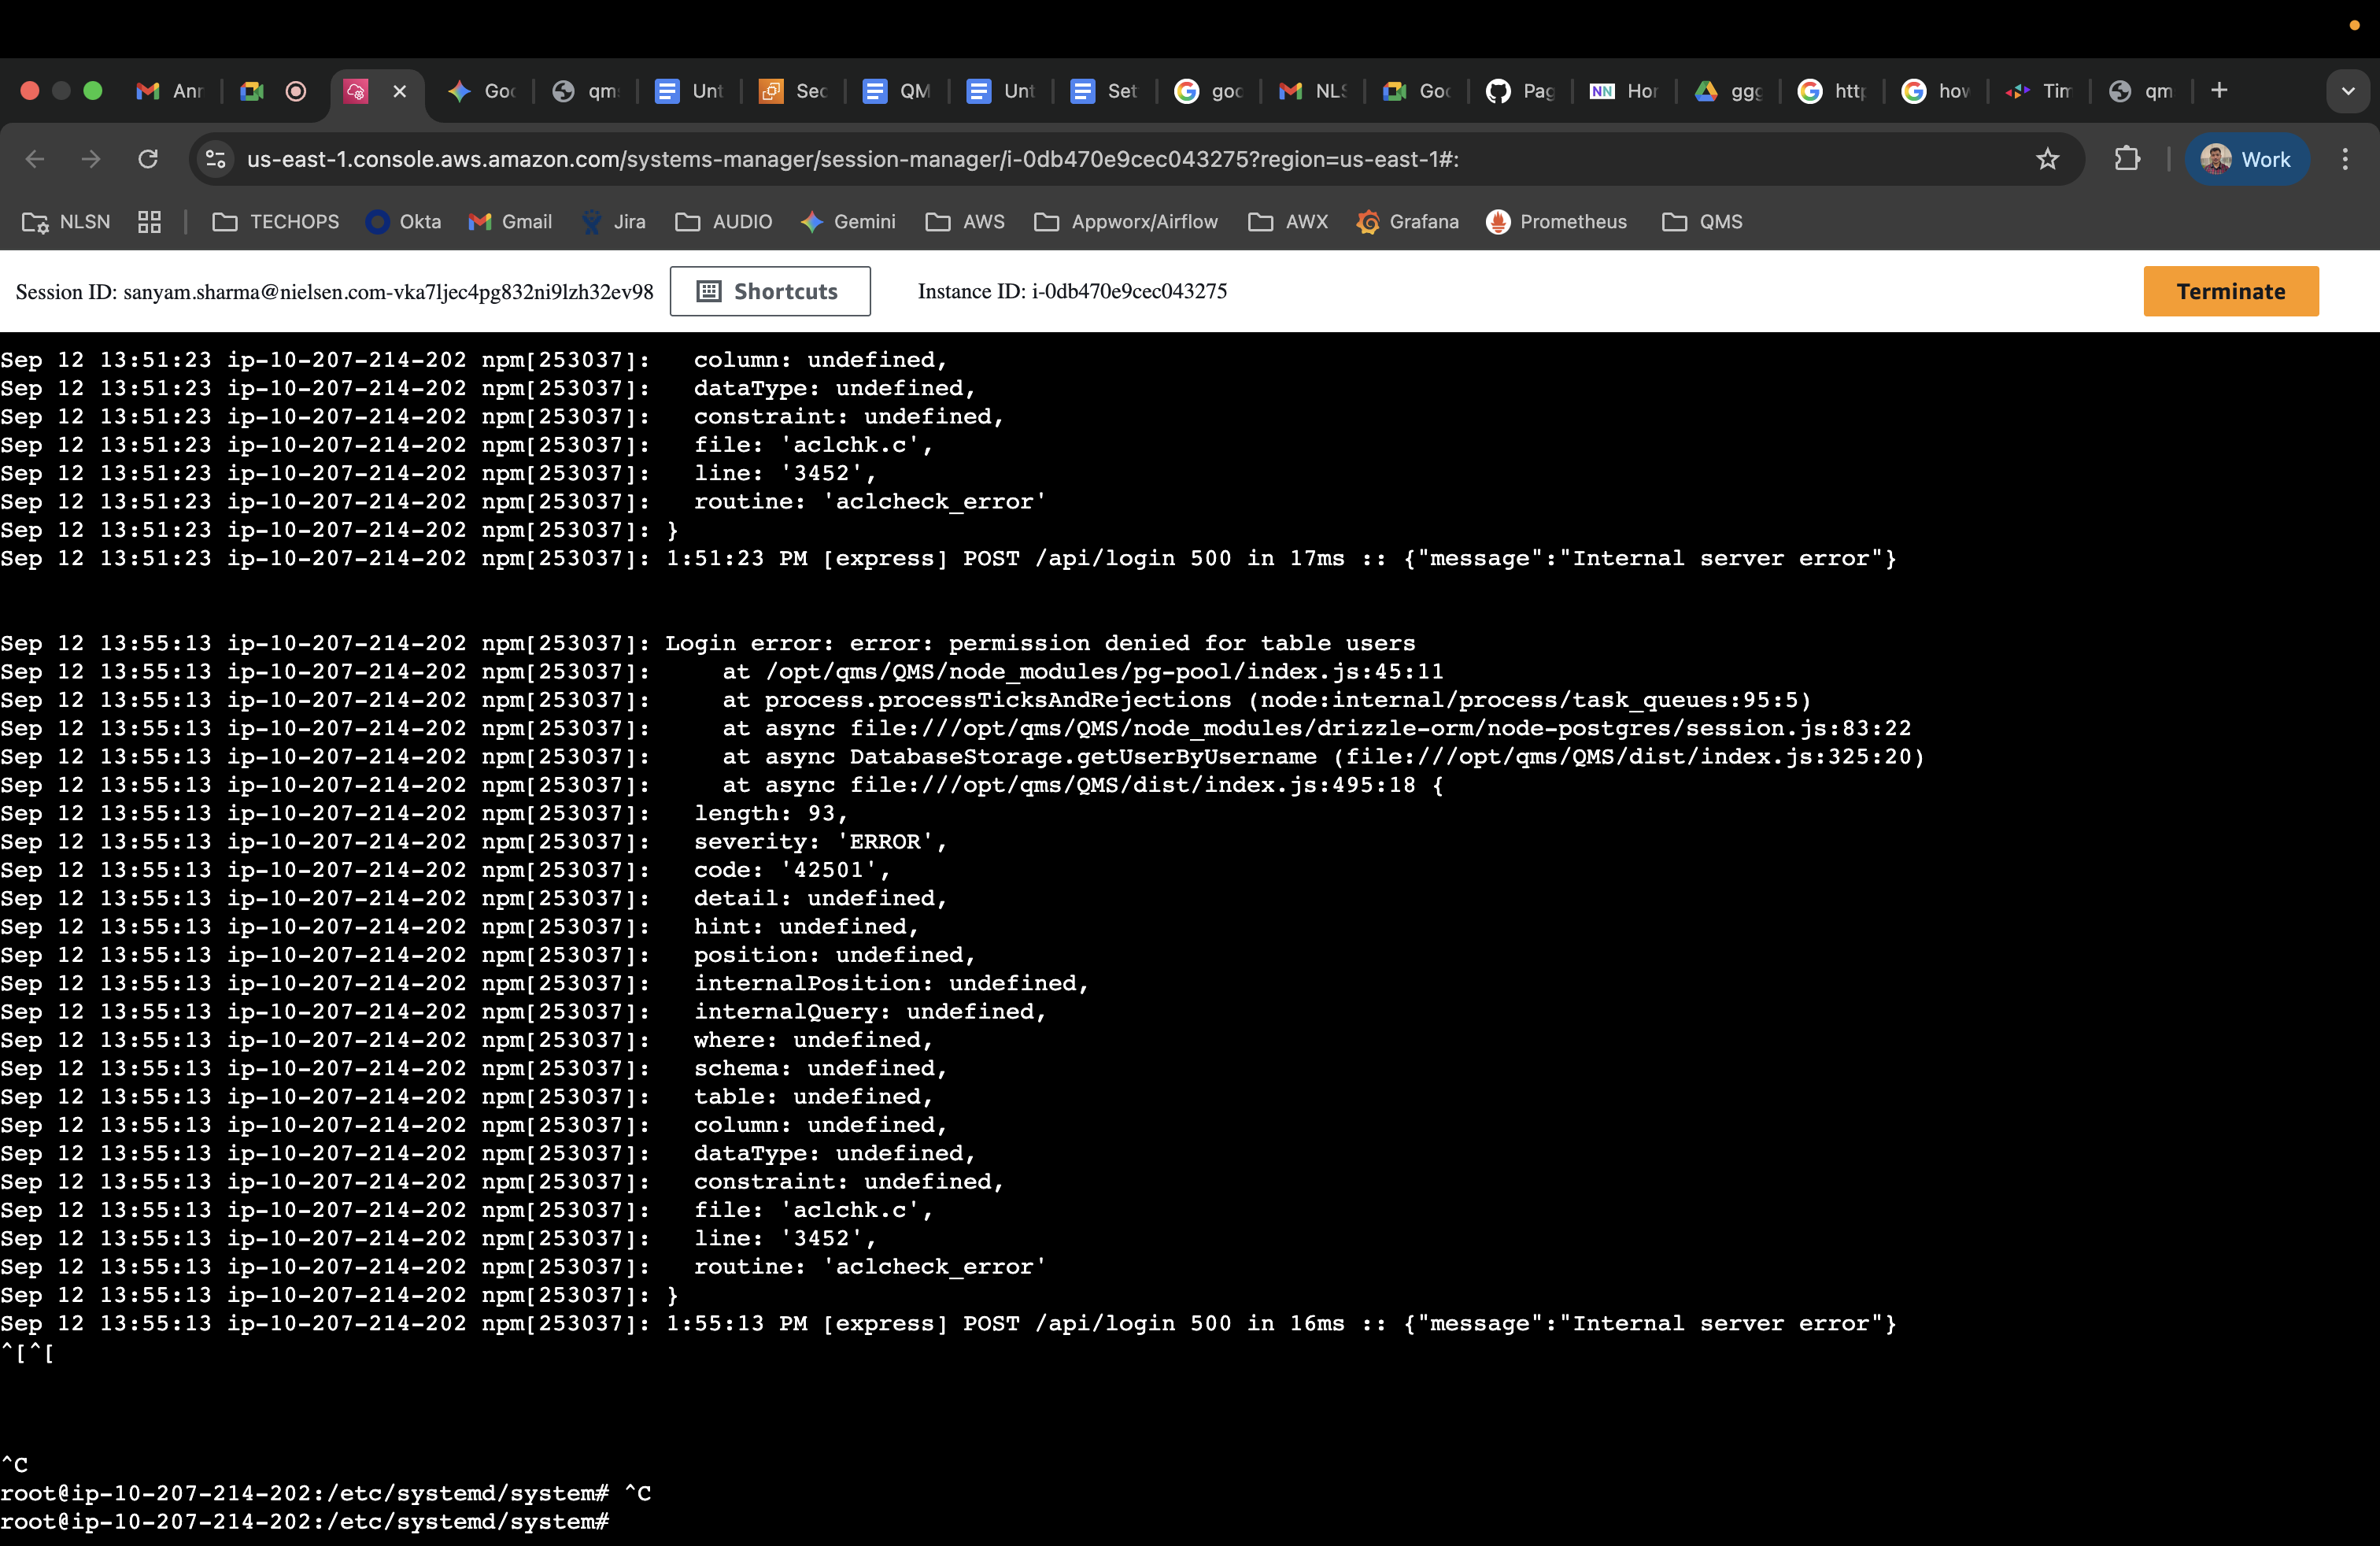 Anr
Goo
qms
Unt
Sec
QM
Unt
Set
goo
NLS
Goo
Pag
NN Hor
ggg
http
how
Tim
qm
us-east-1.console.aws.amazon.com/systems-manager/session-manager/i-0db470e9cec043275?region=us-east-1#:
Work
NLSN
TECHOPS
Okta
Gmail
Jira
AUDIO
Gemini
AWS
Appworx/Airflow
AWX
Grafana
Prometheus
QMS
Session ID: sanyam.sharma@nielsen.com-vka7ljec4pg832ni9lzh32ev98
Shortcuts
Instance ID: i-0db470e9cec043275
Terminate
Sep 12 13:51:23 ip-10-207-214-202 npm[253037]:   column: undefined,
Sep 12 13:51:23 ip-10-207-214-202 npm[253037]:   dataType: undefined,
Sep 12 13:51:23 ip-10-207-214-202 npm[253037]:   constraint: undefined,
Sep 12 13:51:23 ip-10-207-214-202 npm[253037]:   file: 'aclchk.c',
Sep 12 13:51:23 ip-10-207-214-202 npm[253037]:   line: '3452',
Sep 12 13:51:23 ip-10-207-214-202 npm[253037]:   routine: 'aclcheck_error'
Sep 12 13:51:23 ip-10-207-214-202 npm[253037]: }
Sep 12 13:51:23 ip-10-207-214-202 npm[253037]: 1:51:23 PM [express] POST /api/login 500 in 17ms :: {"message":"Internal server error"}
Sep 12 13:55:13 ip-10-207-214-202 npm[253037]: Login error: error: permission denied for table users
Sep 12 13:55:13 ip-10-207-214-202 npm[253037]:     at /opt/qms/QMS/node_modules/pg-pool/index.js:45:11
Sep 12 13:55:13 ip-10-207-214-202 npm[253037]:     at process.processTicksAndRejections (node:internal/process/task_queues:95:5)
Sep 12 13:55:13 ip-10-207-214-202 npm[253037]:     at async file:///opt/qms/QMS/node_modules/drizzle-orm/node-postgres/session.js:83:22
Sep 12 13:55:13 ip-10-207-214-202 npm[253037]:     at async DatabaseStorage.getUserByUsername (file:///opt/qms/QMS/dist/index.js:325:20)
Sep 12 13:55:13 ip-10-207-214-202 npm[253037]:     at async file:///opt/qms/QMS/dist/index.js:495:18 {
Sep 12 13:55:13 ip-10-207-214-202 npm[253037]:   length: 93,
Sep 12 13:55:13 ip-10-207-214-202 npm[253037]:   severity: 'ERROR',
Sep 12 13:55:13 ip-10-207-214-202 npm[253037]:   code: '42501',
Sep 12 13:55:13 ip-10-207-214-202 npm[253037]:   detail: undefined,
Sep 12 13:55:13 ip-10-207-214-202 npm[253037]:   hint: undefined,
Sep 12 13:55:13 ip-10-207-214-202 npm[253037]:   position: undefined,
Sep 12 13:55:13 ip-10-207-214-202 npm[253037]:   internalPosition: undefined,
Sep 12 13:55:13 ip-10-207-214-202 npm[253037]:   internalQuery: undefined,
Sep 12 13:55:13 ip-10-207-214-202 npm[253037]:   where: undefined,
Sep 12 13:55:13 ip-10-207-214-202 npm[253037]:   schema: undefined,
Sep 12 13:55:13 ip-10-207-214-202 npm[253037]:   table: undefined,
Sep 12 13:55:13 ip-10-207-214-202 npm[253037]:   column: undefined,
Sep 12 13:55:13 ip-10-207-214-202 npm[253037]:   dataType: undefined,
Sep 12 13:55:13 ip-10-207-214-202 npm[253037]:   constraint: undefined,
Sep 12 13:55:13 ip-10-207-214-202 npm[253037]:   file: 'aclchk.c',
Sep 12 13:55:13 ip-10-207-214-202 npm[253037]:   line: '3452',
Sep 12 13:55:13 ip-10-207-214-202 npm[253037]:   routine: 'aclcheck_error'
Sep 12 13:55:13 ip-10-207-214-202 npm[253037]: }
Sep 12 13:55:13 ip-10-207-214-202 npm[253037]: 1:55:13 PM [express] POST /api/login 500 in 16ms :: {"message":"Internal server error"}
^[^[
^C
root@ip-10-207-214-202:/etc/systemd/system# ^C
root@ip-10-207-214-202:/etc/systemd/system#